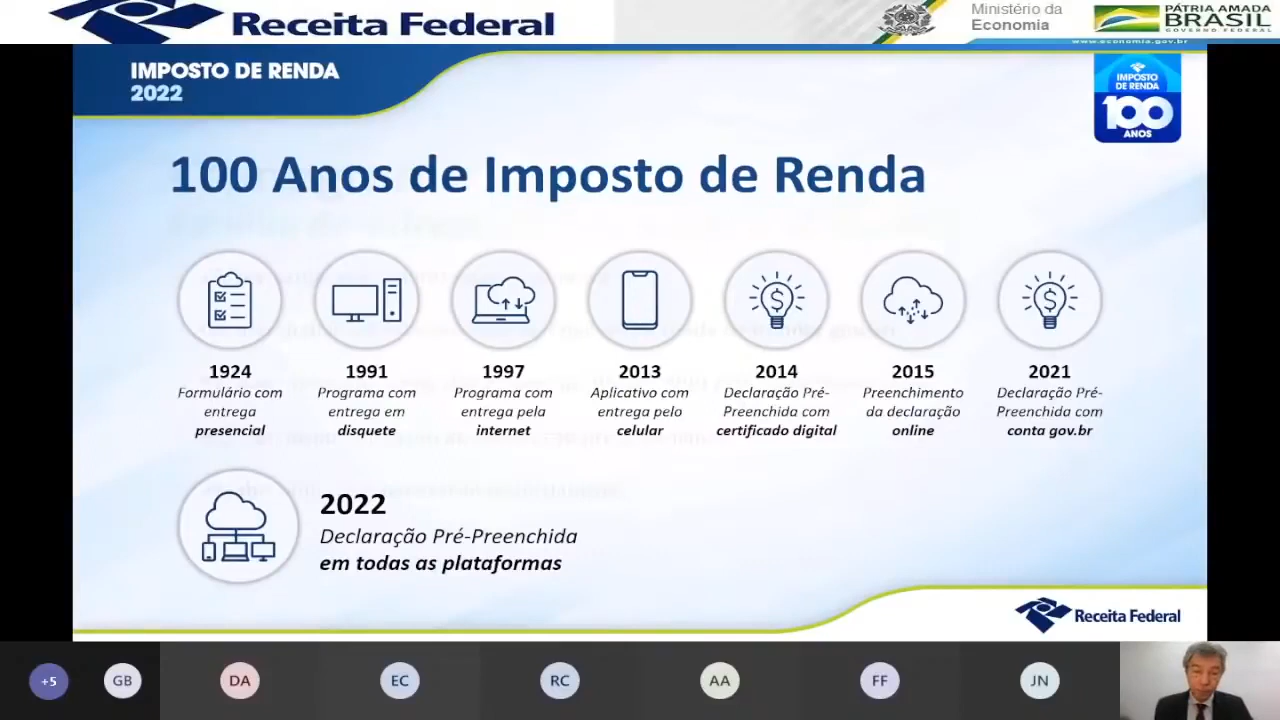 Receita Federal
Ministério da
Economia
PÁTRIA AMADA
BRASIL
GOVERNO FEDERAL
www.economia.gov.br
IMPOSTO DE RENDA
2022
IMPOSTO
DE RENDA
100
ANOS
100 Anos de Imposto de Renda
1924
Formulário com
entrega
presencial
1991
Programa com
entrega em
disquete
1997
Programa com
entrega pela
internet
2013
Aplicativo com
entrega pelo
celular
2014
Declaração Pré-
Preenchida com
certificado digital
2015
Preenchimento
da declaração
online
2021
Declaração Pré-
Preenchida com
conta gov.br
2022
Declaração Pré-Preenchida
em todas as plataformas
Receita Federal
+5
GB
DA
EC
RC
AA
FF
JN